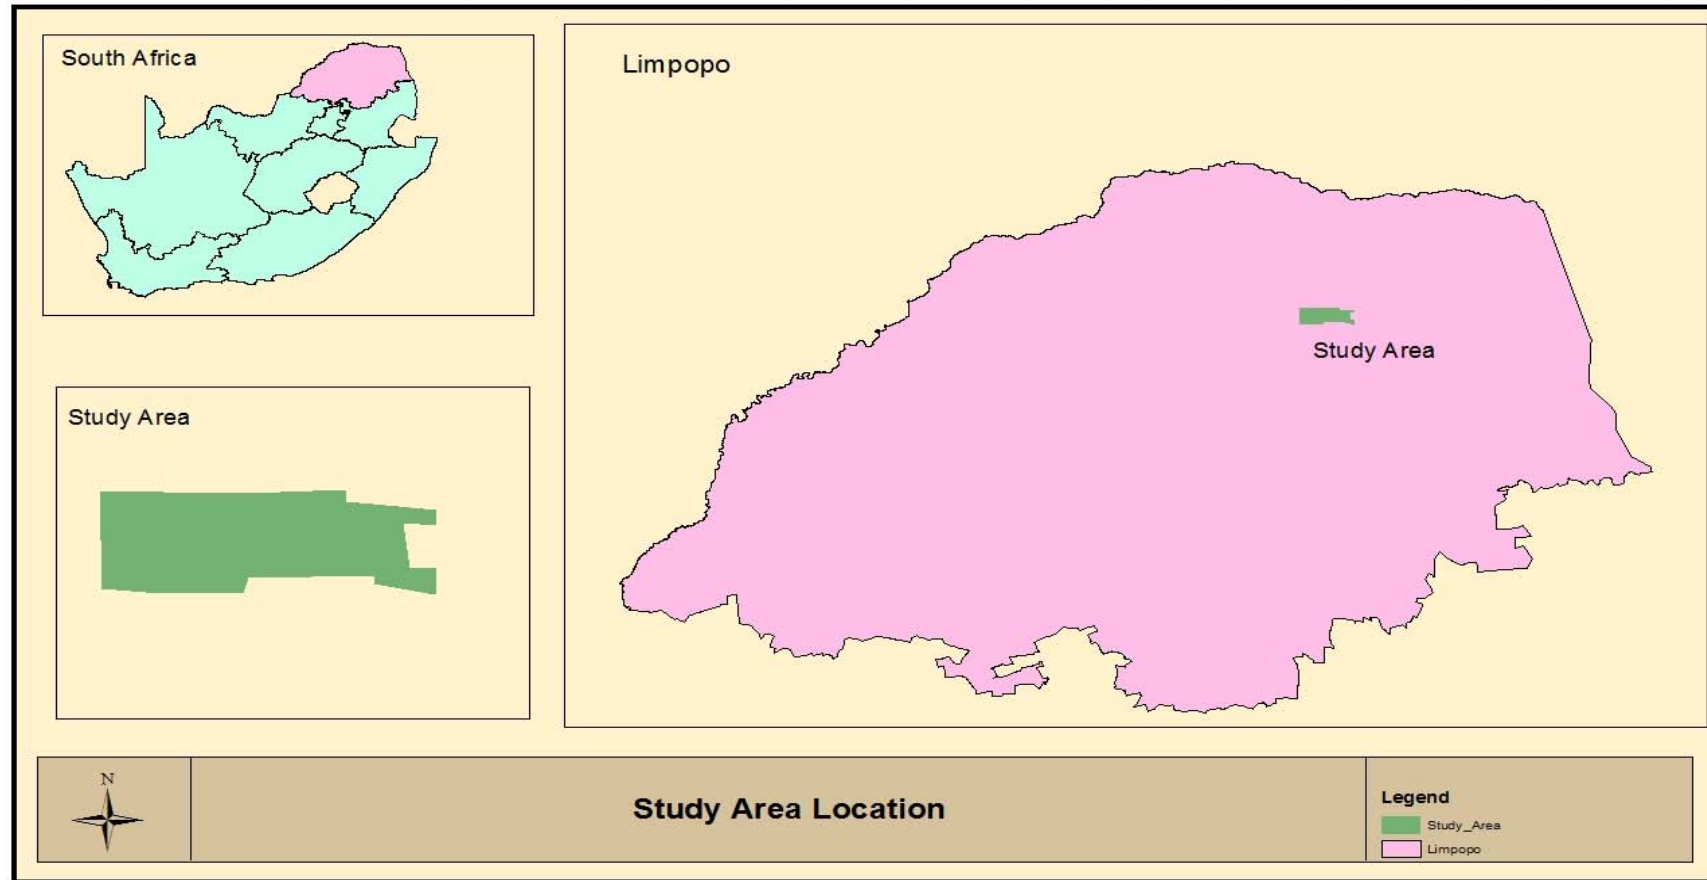 South Africa
Limpopo
Study Area
Study Area
N
Study Area Location
Legend
Study_Area
Limpopo